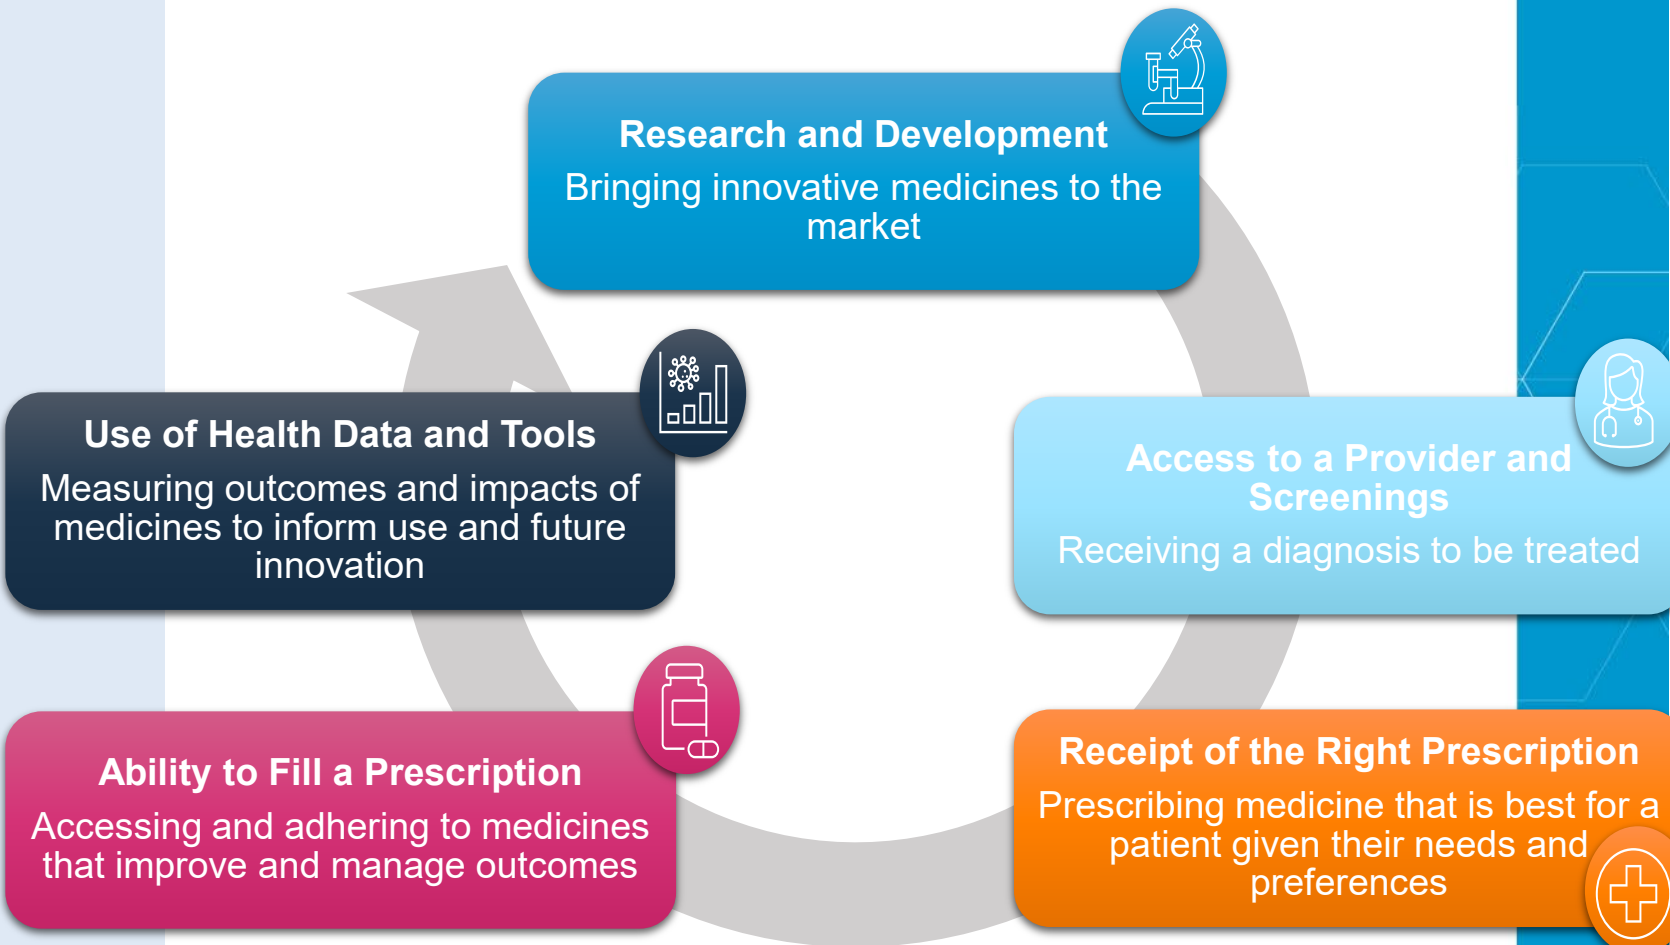 Research and Development
Bringing innovative medicines to the
market
Access to a Provider and
Screenings
Receiving a diagnosis to be treated
Receipt of the Right Prescription
Prescribing medicine that is best for a
patient given their needs and
preferences
Ability to Fill a Prescription
Accessing and adhering to medicines
that improve and manage outcomes
Use of Health Data and Tools
Measuring outcomes and impacts of
medicines to inform use and future
innovation